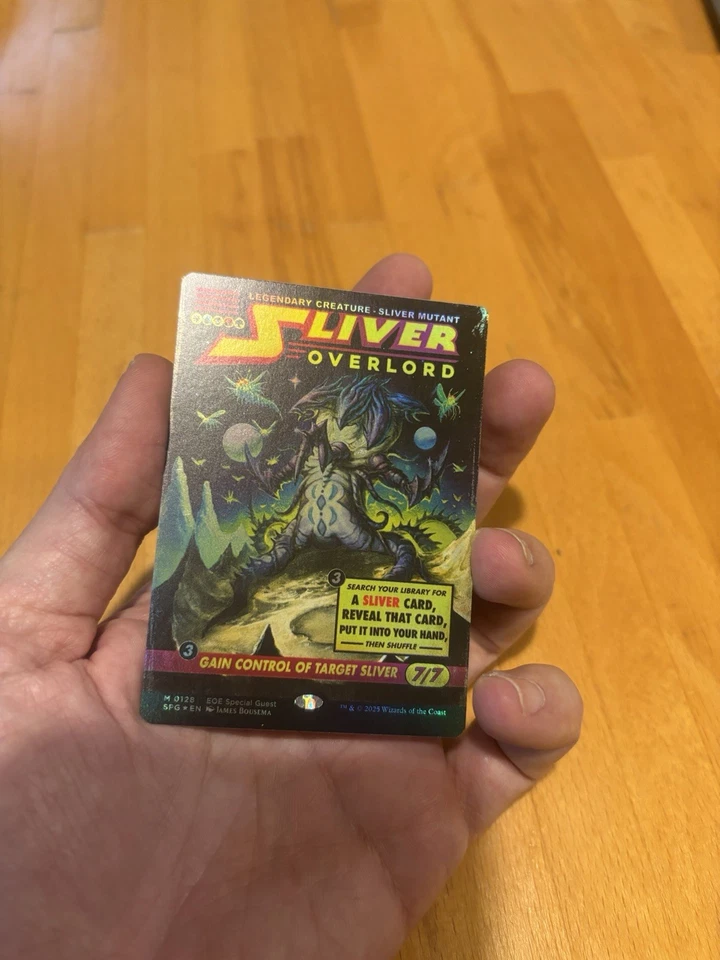 LEGENDARY CREATURE - SLIVER MUTANT
SLIVER
OVERLORD
3
SEARCH YOUR LIBRARY FOR
A SLIVER CARD,
REVEAL THAT CARD,
PUT IT INTO YOUR HAND,
THEN SHUFFLE
3
GAIN CONTROL OF TARGET SLIVER 7/7
M 0128 EOE Special Guest
SPG ★ EN JAMES BOUSEMA
™ & © 2025 Wizards of the Coast